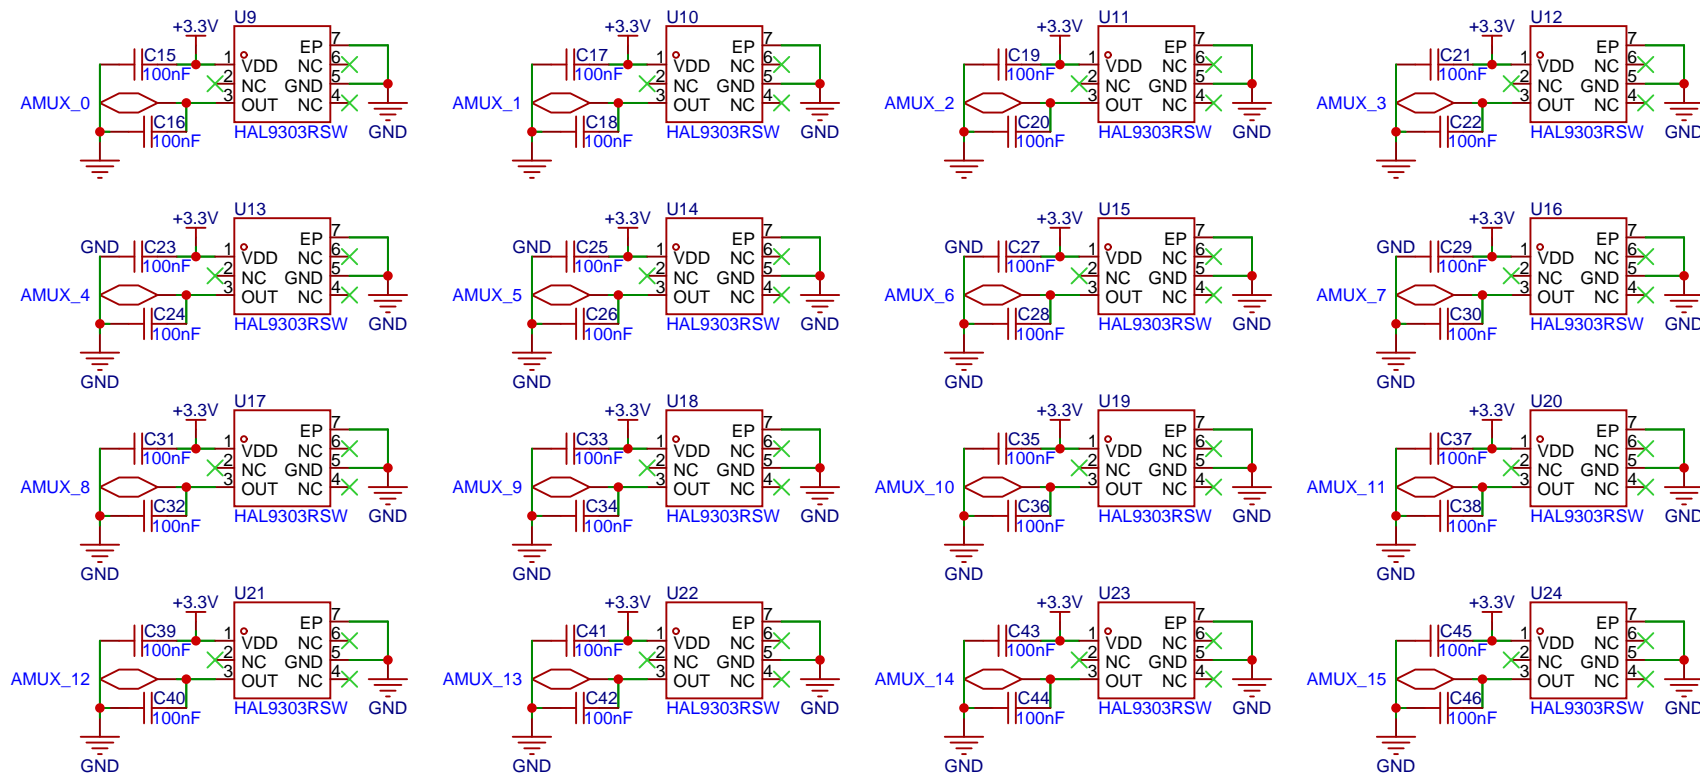 U9 U10 U11 U12
+3.3V +3.3V +3.3V +3.3V
C15 1 VDD EP 7 C17 1 VDD EP 7 C19 1 VDD EP 7 C21 1 VDD EP 7
100nF 2 NC NC 6 100nF 2 NC NC 6 100nF 2 NC NC 6 100nF 2 NC NC 6
AMUX_0 3 OUT GND 5 AMUX_1 3 OUT GND 5 AMUX_2 3 OUT GND 5 AMUX_3 3 OUT GND 5
NC 4 NC 4 NC 4 NC 4
C16 C18 C20 C22
100nF HAL9303RSW GND 100nF HAL9303RSW GND 100nF HAL9303RSW GND 100nF HAL9303RSW GND
U13 U14 U15 U16
+3.3V +3.3V +3.3V +3.3V
GND C23 1 VDD EP 7 C25 1 VDD EP 7 GND C27 1 VDD EP 7 GND C29 1 VDD EP 7
100nF 2 NC NC 6 100nF 2 NC NC 6 100nF 2 NC NC 6 100nF 2 NC NC 6
AMUX_4 3 OUT GND 5 AMUX_5 3 OUT GND 5 AMUX_6 3 OUT GND 5 AMUX_7 3 OUT GND 5
NC 4 NC 4 NC 4 NC 4
C24 C26 C28 C30
100nF HAL9303RSW GND 100nF HAL9303RSW GND 100nF HAL9303RSW GND 100nF HAL9303RSW GND
GND GND GND GND
U17 U18 U19 U20
+3.3V +3.3V +3.3V +3.3V
C31 1 VDD EP 7 C33 1 VDD EP 7 C35 1 VDD EP 7 C37 1 VDD EP 7
100nF 2 NC NC 6 100nF 2 NC NC 6 100nF 2 NC NC 6 100nF 2 NC NC 6
AMUX_8 3 OUT GND 5 AMUX_9 3 OUT GND 5 AMUX_10 3 OUT GND 5 AMUX_11 3 OUT GND 5
NC 4 NC 4 NC 4 NC 4
C32 C34 C36 C38
100nF HAL9303RSW GND 100nF HAL9303RSW GND 100nF HAL9303RSW GND 100nF HAL9303RSW GND
GND GND GND GND
U21 U22 U23 U24
+3.3V +3.3V +3.3V +3.3V
C39 1 VDD EP 7 C41 1 VDD EP 7 C43 1 VDD EP 7 C45 1 VDD EP 7
100nF 2 NC NC 6 100nF 2 NC NC 6 100nF 2 NC NC 6 100nF 2 NC NC 6
AMUX_12 3 OUT GND 5 AMUX_13 3 OUT GND 5 AMUX_14 3 OUT GND 5 AMUX_15 3 OUT GND 5
NC 4 NC 4 NC 4 NC 4
C40 C42 C44 C46
100nF HAL9303RSW GND 100nF HAL9303RSW GND 100nF HAL9303RSW GND 100nF HAL9303RSW GND
GND GND GND GND